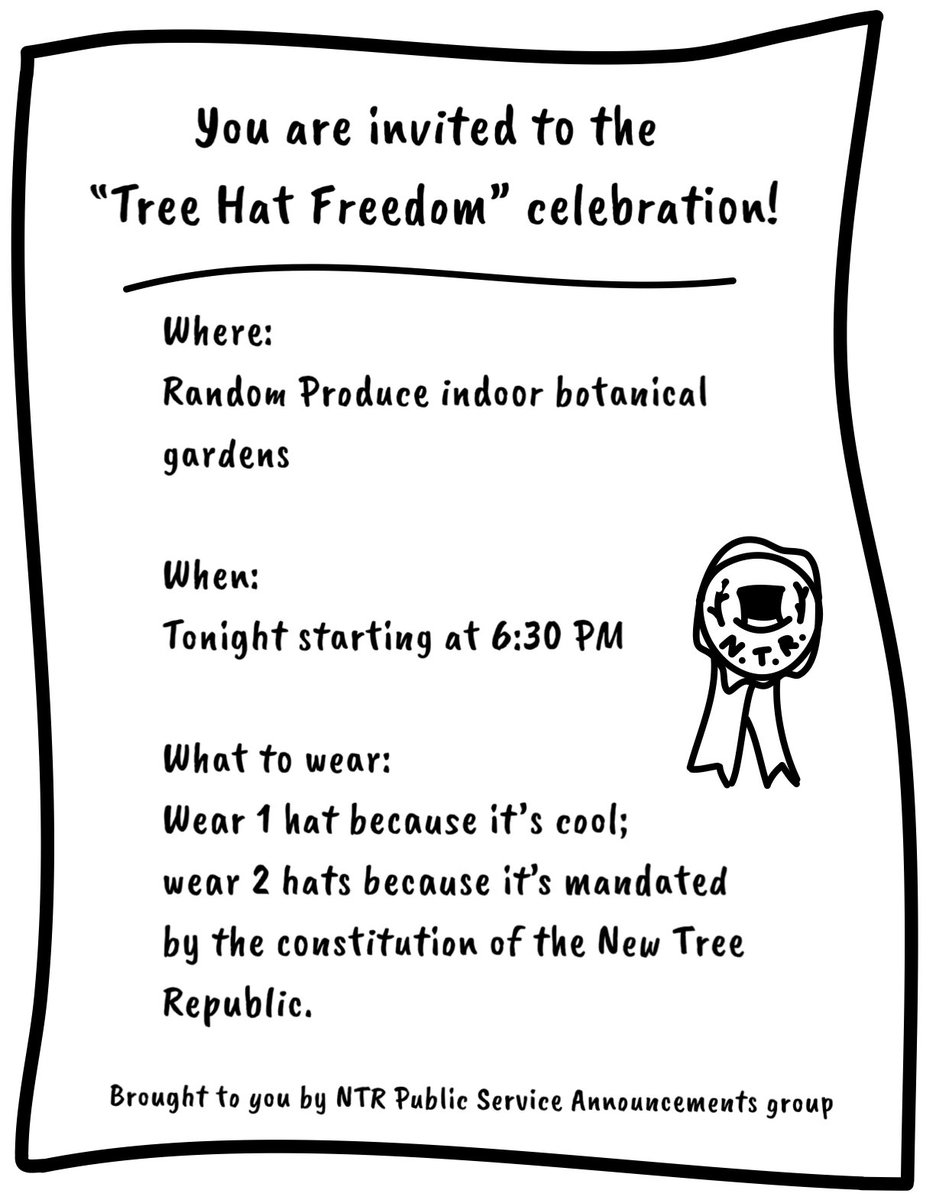 You are invited to the
“Tree Hat Freedom” celebration!
Where:
Random Produce indoor botanical
gardens
When:
Tonight starting at 6:30 PM
N.T.R.
What to wear:
Wear 1 hat because it’s cool;
wear 2 hats because it’s mandated
by the constitution of the New Tree
Republic.
Brought to you by NTR Public Service Announcements group